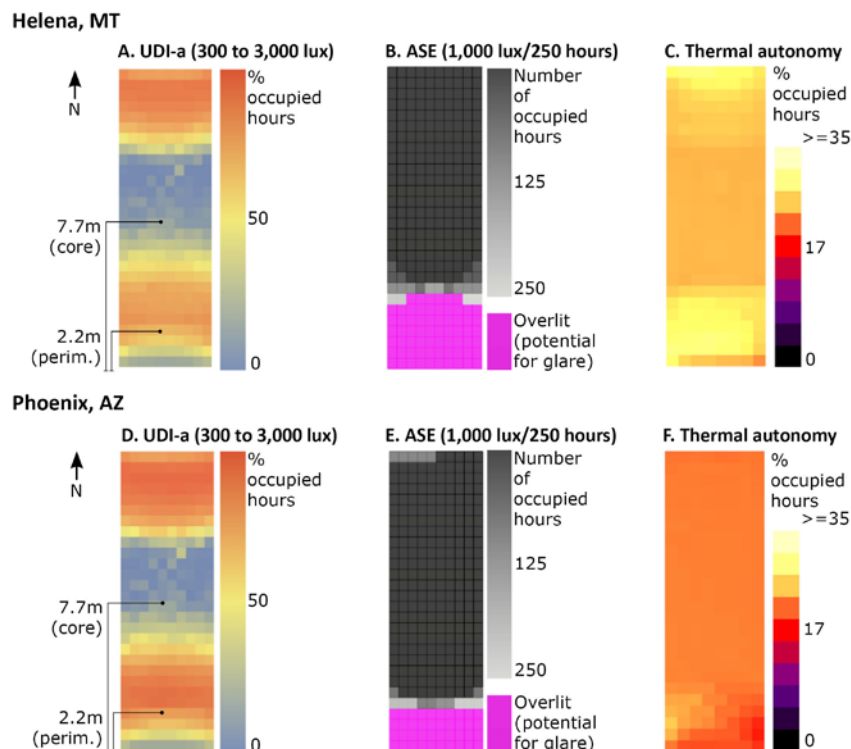 Helena, MT
A. UDI-a (300 to 3,000 lux)
N
%
occupied
hours
50
0
7.7m
(core)
2.2m
(perim.)
B. ASE (1,000 lux/250 hours)
Number
of
occupied
hours
125
250
Overlit
(potential
for glare)
C. Thermal autonomy
%
occupied
hours
>=35
17
0
Phoenix, AZ
D. UDI-a (300 to 3,000 lux)
N
%
occupied
hours
50
0
7.7m
(core)
2.2m
(perim.)
E. ASE (1,000 lux/250 hours)
Number
of
occupied
hours
125
250
Overlit
(potential
for glare)
F. Thermal autonomy
%
occupied
hours
>=35
17
0